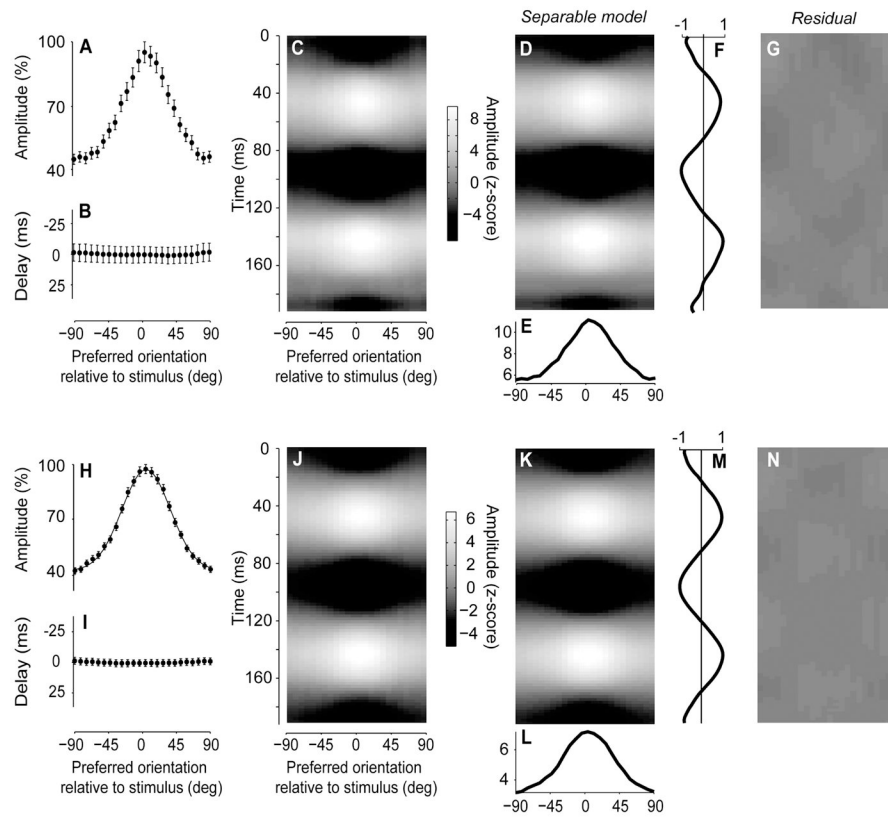 Separable model
Residual
A
Amplitude (%)
100
70
40
B
Delay (ms)
-25
0
25
−90 −45 0 45 90
Preferred orientation
relative to stimulus (deg)
C
Time (ms)
0
40
80
120
160
−90 −45 0 45 90
Preferred orientation
relative to stimulus (deg)
Amplitude (z-score)
8
4
0
−4
D
E
10
8
6
−90 −45 0 45 90
-1 1
F
G
H
Amplitude (%)
100
70
40
I
Delay (ms)
-25
0
25
−90 −45 0 45 90
Preferred orientation
relative to stimulus (deg)
J
Time (ms)
0
40
80
120
160
−90 −45 0 45 90
Preferred orientation
relative to stimulus (deg)
Amplitude (z-score)
6
4
2
0
−2
−4
K
L
6
4
−90 −45 0 45 90
-1 1
M
N